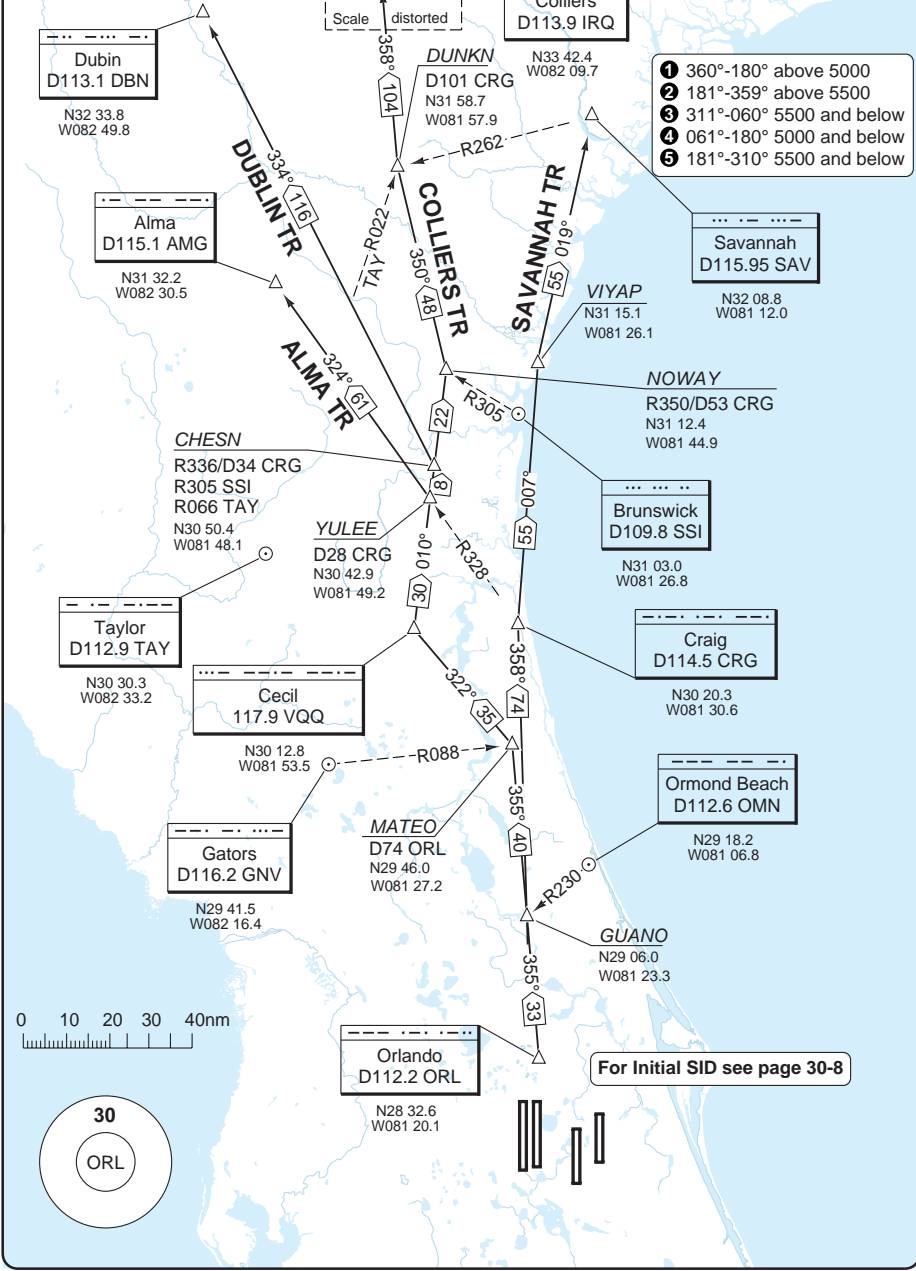 Scale distorted
Colliers
D113.9 IRQ
N33 42.4
W082 09.7
Dubin
D113.1 DBN
N32 33.8
W082 49.8
358°
104
DUNKN
D101 CRG
N31 58.7
W081 57.9
❶ 360°-180° above 5000
❷ 181°-359° above 5500
❸ 311°-060° 5500 and below
❹ 061°-180° 5000 and below
❺ 181°-310° 5500 and below
R262
334°
116
DUBLIN TR
TAY R022
COLLIERS TR
350°
48
SAVANNAH TR
55
019°
Alma
D115.1 AMG
N31 32.2
W082 30.5
Savannah
D115.95 SAV
N32 08.8
W081 12.0
VIYAP
N31 15.1
W081 26.1
ALMA TR
324°
61
NOWAY
R350/D53 CRG
N31 12.4
W081 44.9
R305
22
CHESN
R336/D34 CRG
R305 SSI
R066 TAY
N30 50.4
W081 48.1
8
YULEE
D28 CRG
N30 42.9
W081 49.2
R328
55
007°
Brunswick
D109.8 SSI
N31 03.0
W081 26.8
30
010°
Taylor
D112.9 TAY
N30 30.3
W082 33.2
Craig
D114.5 CRG
N30 20.3
W081 30.6
Cecil
117.9 VQQ
N30 12.8
W081 53.5
322°
35
358°
74
R088
Gators
D116.2 GNV
N29 41.5
W082 16.4
MATEO
D74 ORL
N29 46.0
W081 27.2
355°
40
Ormond Beach
D112.6 OMN
N29 18.2
W081 06.8
R230
GUANO
N29 06.0
W081 23.3
355°
33
0 10 20 30 40nm
Orlando
D112.2 ORL
N28 32.6
W081 20.1
For Initial SID see page 30-8
30
ORL